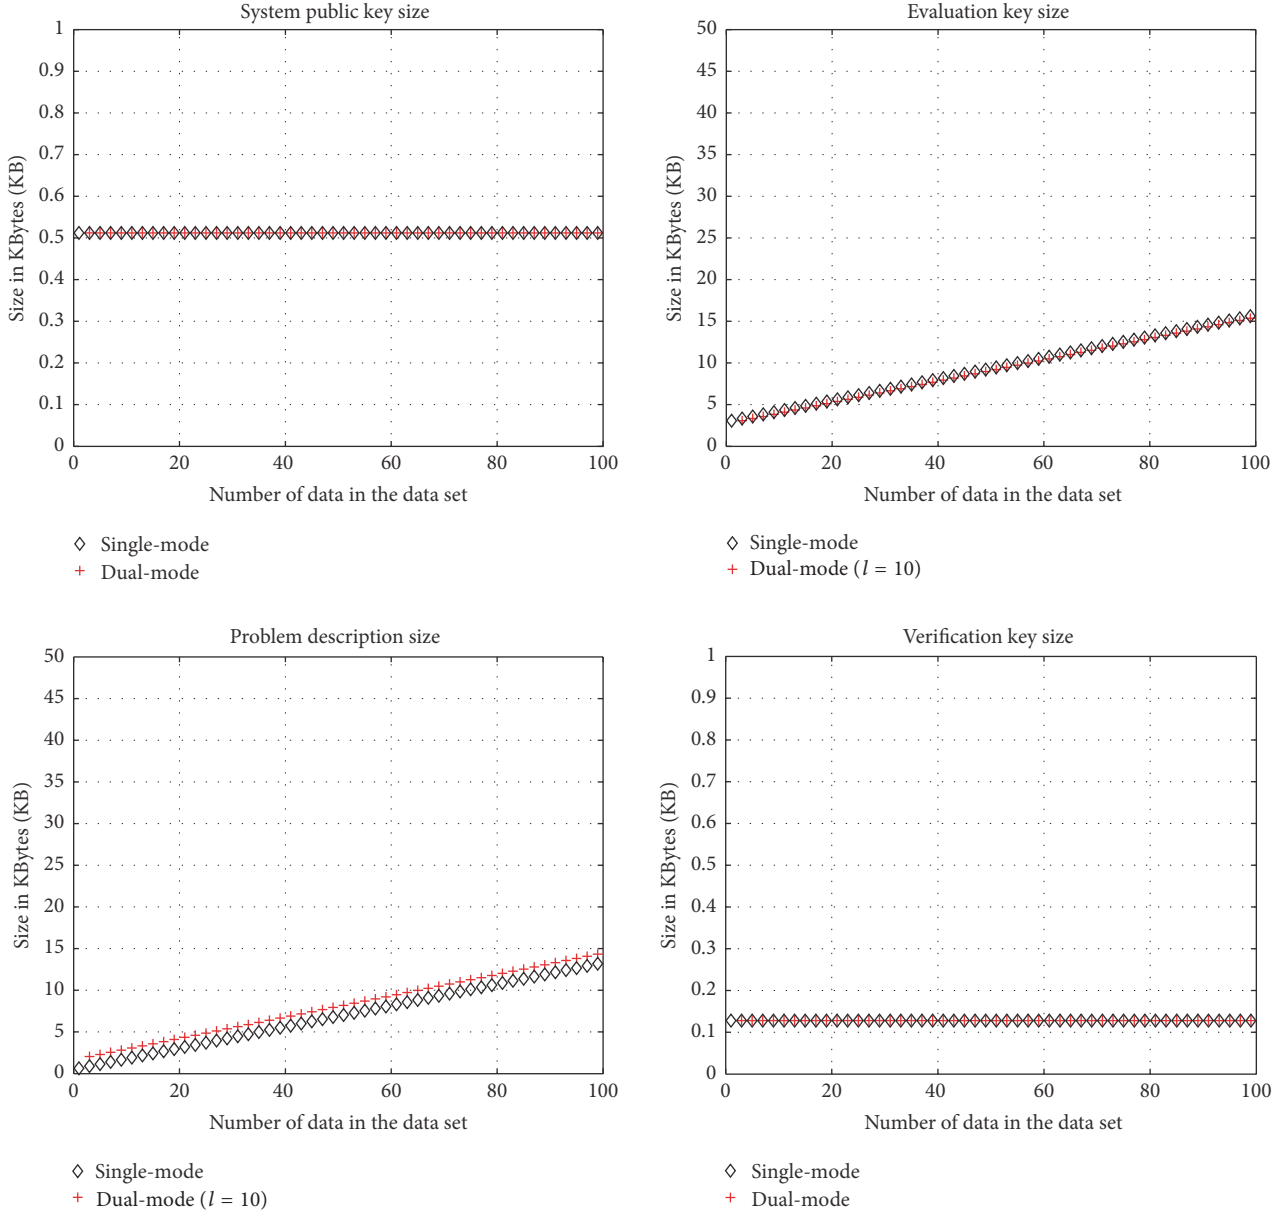 System public key size
1
0.9
0.8
0.7
0.6
0.5
0.4
0.3
0.2
0.1
0
Size in KBytes (KB)
0 20 40 60 80 100
Number of data in the data set
Single-mode
Dual-mode
Evaluation key size
50
45
40
35
30
25
20
15
10
5
0
Size in KBytes (KB)
0 20 40 60 80 100
Number of data in the data set
Single-mode
Dual-mode (l = 10)
Problem description size
50
45
40
35
30
25
20
15
10
5
0
Size in KBytes (KB)
0 20 40 60 80 100
Number of data in the data set
Single-mode
Dual-mode (l = 10)
Verification key size
1
0.9
0.8
0.7
0.6
0.5
0.4
0.3
0.2
0.1
0
Size in KBytes (KB)
0 20 40 60 80 100
Number of data in the data set
Single-mode
Dual-mode